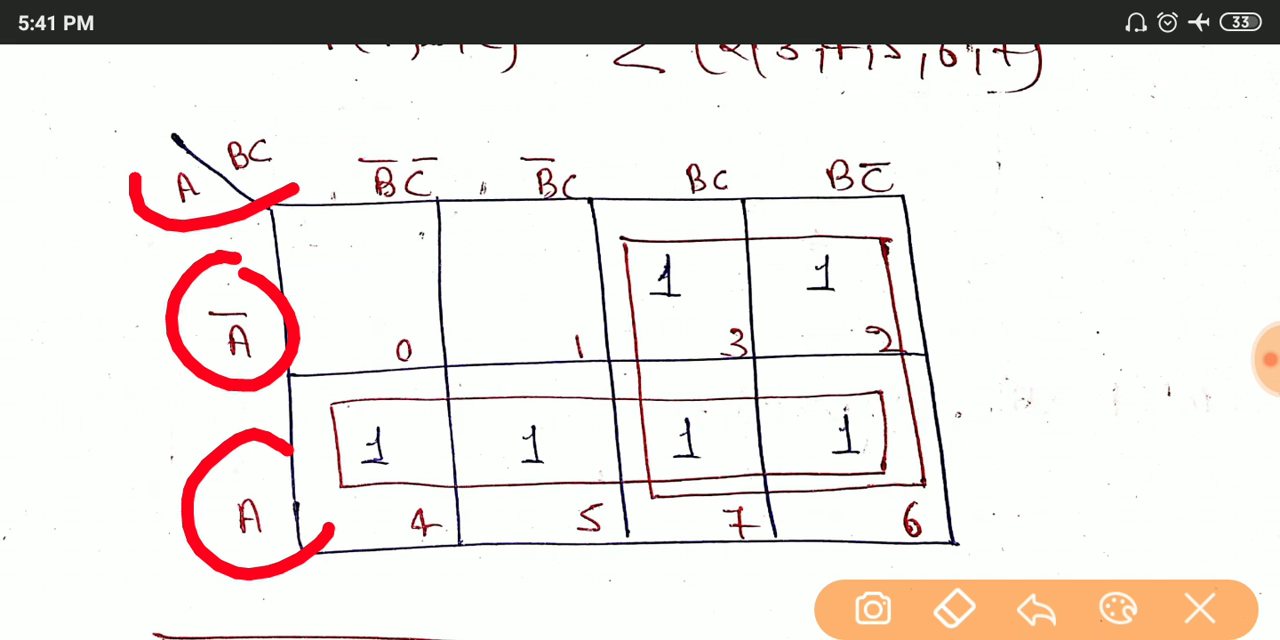 5:41 PM
33
BC
A
B̅C̅ B̅C BC BC̅
1 1
A̅
0 1 3 2
1 1 1 1
A
4 5 7 6